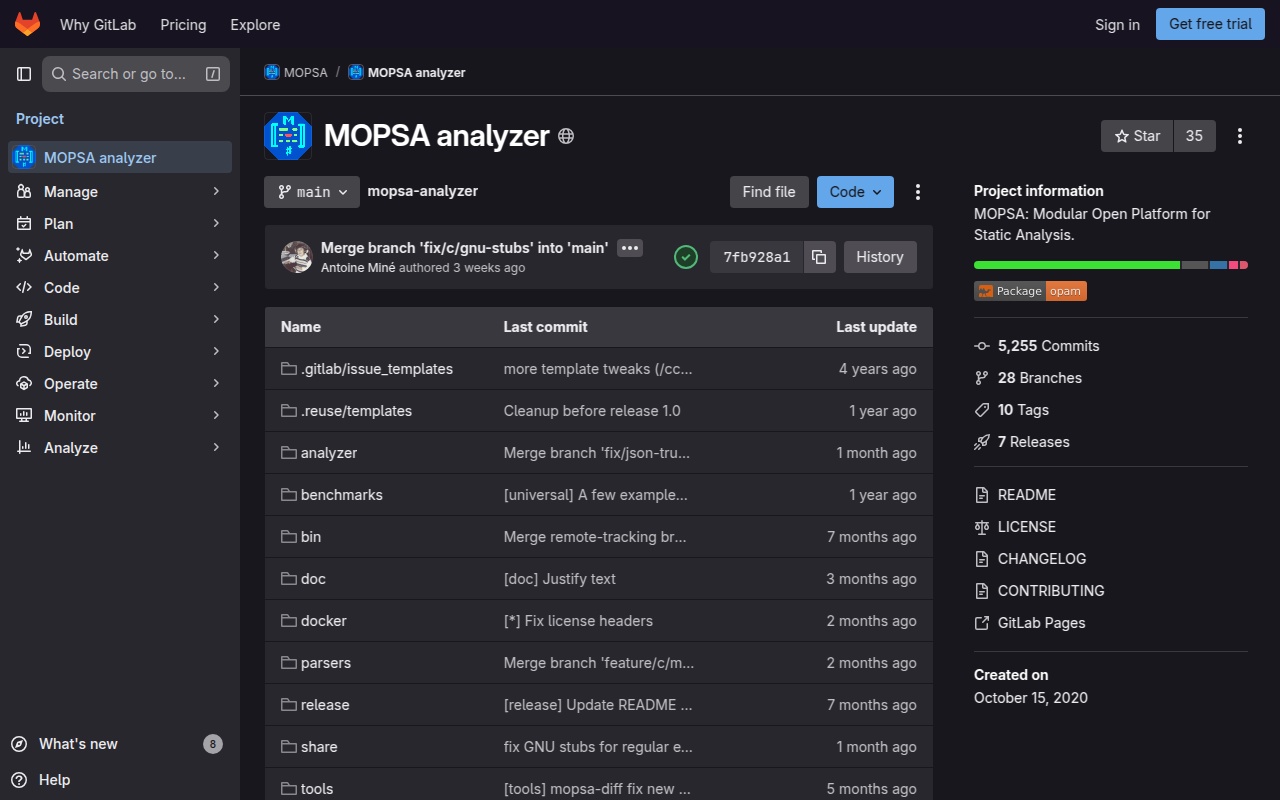 Why GitLab
Pricing
Explore
Sign in
Get free trial
Search or go to...
/
Project
MOPSA analyzer
Manage
Plan
Automate
Code
Build
Deploy
Operate
Monitor
Analyze
What's new
8
Help
MOPSA / MOPSA analyzer
MOPSA analyzer
Star 35
main
mopsa-analyzer
Find file
Code
Merge branch 'fix/c/gnu-stubs' into 'main'
Antoine Miné authored 3 weeks ago
7fb928a1
History
Name Last commit Last update
.gitlab/issue_templates more template tweaks (/cc... 4 years ago
.reuse/templates Cleanup before release 1.0 1 year ago
analyzer Merge branch 'fix/json-tru... 1 month ago
benchmarks [universal] A few example... 1 year ago
bin Merge remote-tracking br... 7 months ago
doc [doc] Justify text 3 months ago
docker [*] Fix license headers 2 months ago
parsers Merge branch 'feature/c/m... 2 months ago
release [release] Update README ... 7 months ago
share fix GNU stubs for regular e... 1 month ago
tools [tools] mopsa-diff fix new ... 5 months ago
Project information
MOPSA: Modular Open Platform for
Static Analysis.
Package opam
5,255 Commits
28 Branches
10 Tags
7 Releases
README
LICENSE
CHANGELOG
CONTRIBUTING
GitLab Pages
Created on
October 15, 2020